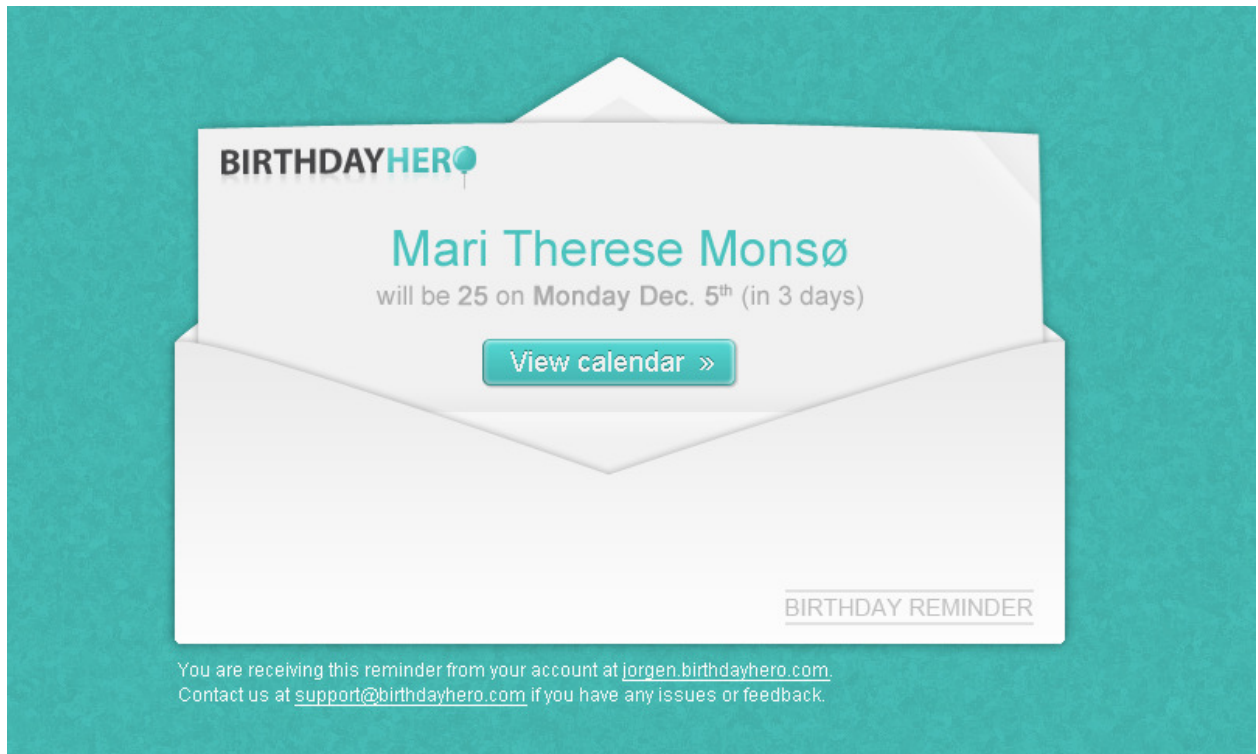 BIRTHDAYHERO
Mari Therese Monsø
will be 25 on Monday Dec. 5th (in 3 days)
View calendar »
BIRTHDAY REMINDER
You are receiving this reminder from your account at jorgen.birthdayhero.com.
Contact us at support@birthdayhero.com if you have any issues or feedback.